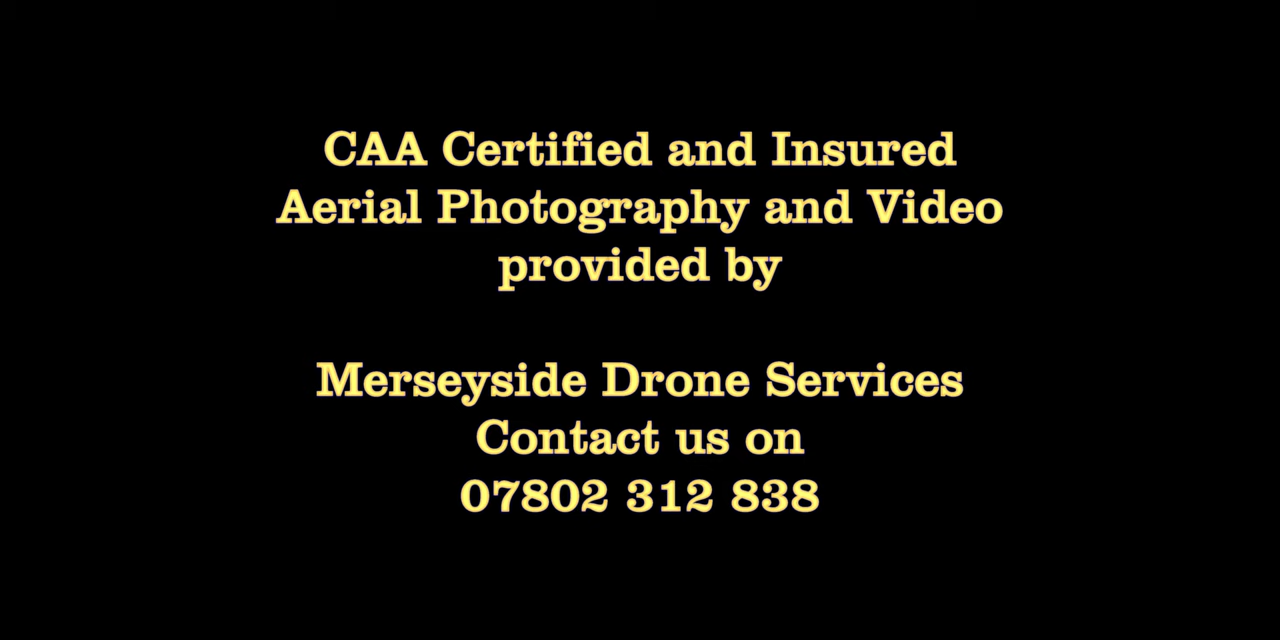 CAA Certified and Insured
Aerial Photography and Video
provided by
Merseyside Drone Services
Contact us on
07802 312 838